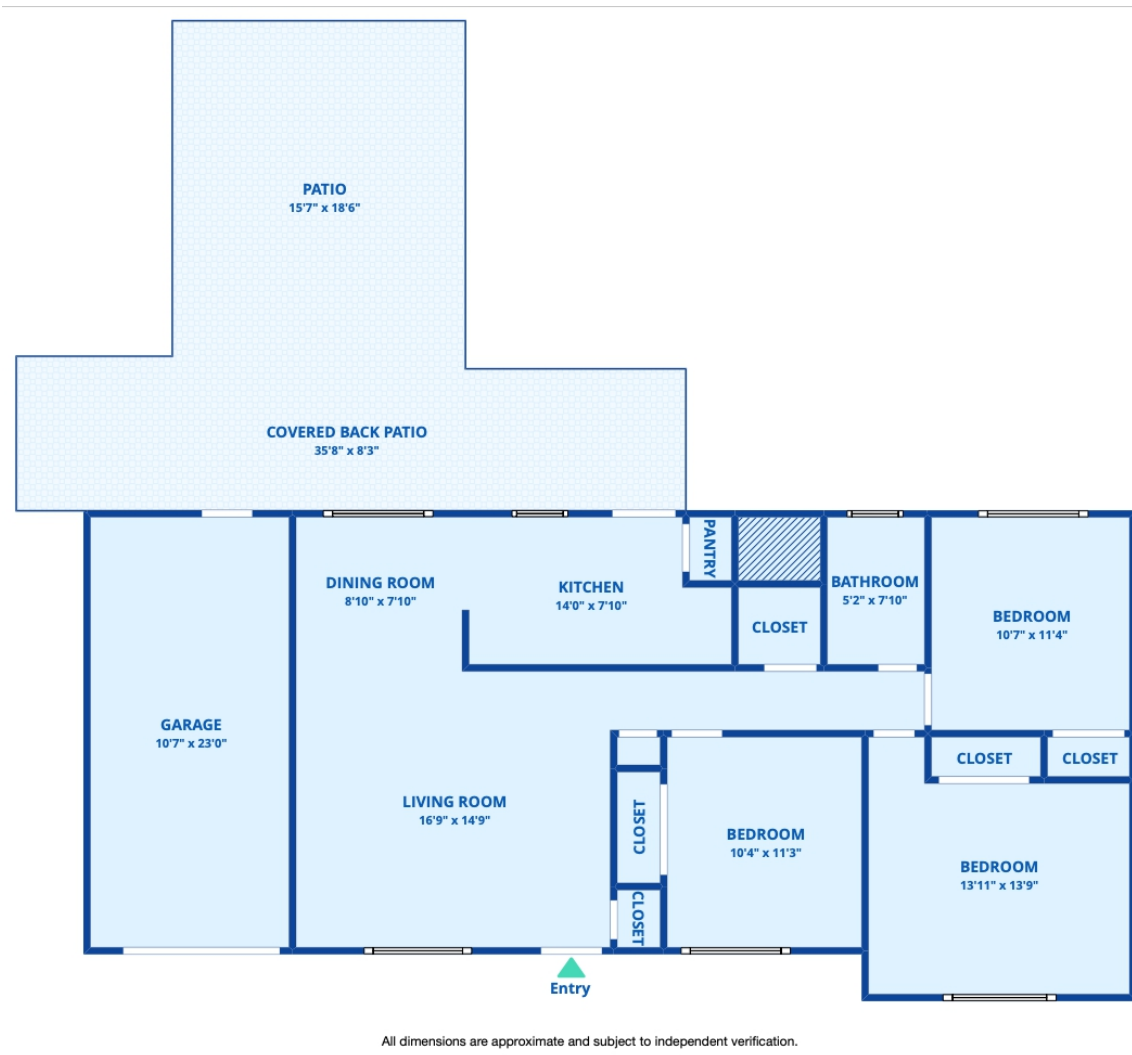 PATIO
15'7" x 18'6"
COVERED BACK PATIO
35'8" x 8'3"
PANTRY
DINING ROOM
8'10" x 7'10"
KITCHEN
14'0" x 7'10"
BATHROOM
5'2" x 7'10"
CLOSET
BEDROOM
10'7" x 11'4"
GARAGE
10'7" x 23'0"
CLOSET
CLOSET
LIVING ROOM
16'9" x 14'9"
CLOSET
BEDROOM
10'4" x 11'3"
BEDROOM
13'11" x 13'9"
CLOSET
Entry
All dimensions are approximate and subject to independent verification.